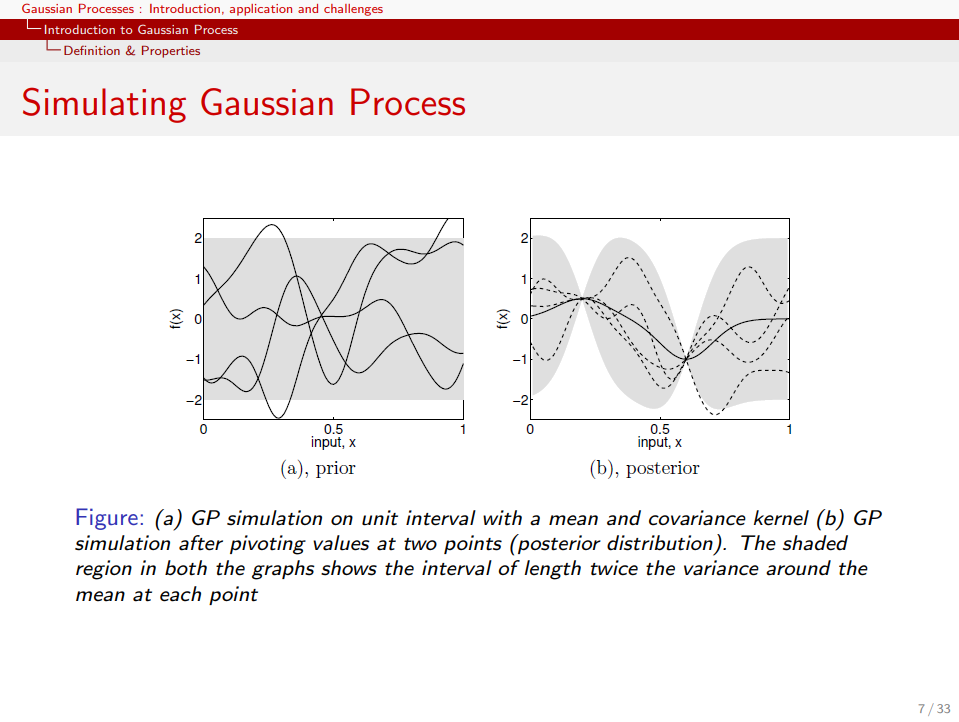 Gaussian Processes : Introduction, application and challenges
Introduction to Gaussian Process
Definition & Properties
Simulating Gaussian Process
2
1
0
−1
−2
f(x)
0
0.5
1
input, x
(a), prior
2
1
0
−1
−2
f(x)
0
0.5
1
input, x
(b), posterior
Figure: (a) GP simulation on unit interval with a mean and covariance kernel (b) GP
simulation after pivoting values at two points (posterior distribution). The shaded
region in both the graphs shows the interval of length twice the variance around the
mean at each point
7 / 33